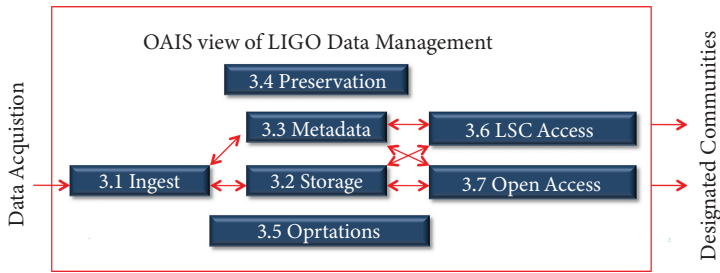 OAIS view of LIGO Data Management
3.4 Preservation
3.3 Metadata
3.6 LSC Access
3.1 Ingest
3.2 Storage
3.7 Open Access
3.5 Oprtations
Data Acquistion
Designated Communities